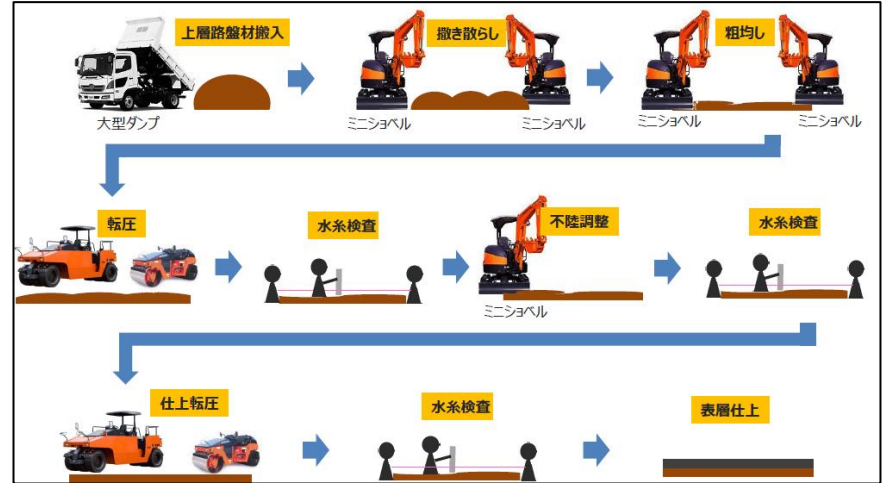 上層路盤材搬入
撒き散らし
粗均し
大型ダンプ
ミニショベル
ミニショベル
ミニショベル
ミニショベル
転圧
水糸検査
不陸調整
水糸検査
ミニショベル
仕上転圧
水糸検査
表層仕上